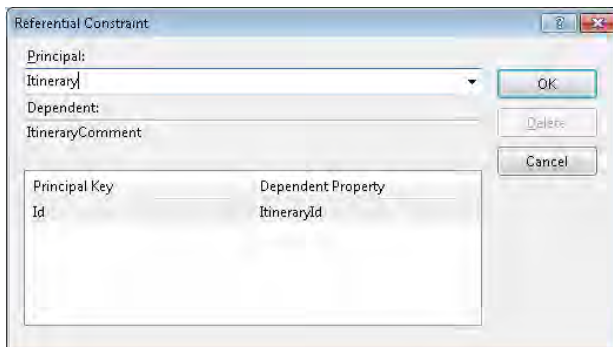 Referential Constraint
Principal:
Itinerary
OK
Dependent:
Delete
ItineraryComment
Cancel
Principal Key Dependent Property
Id ItineraryId